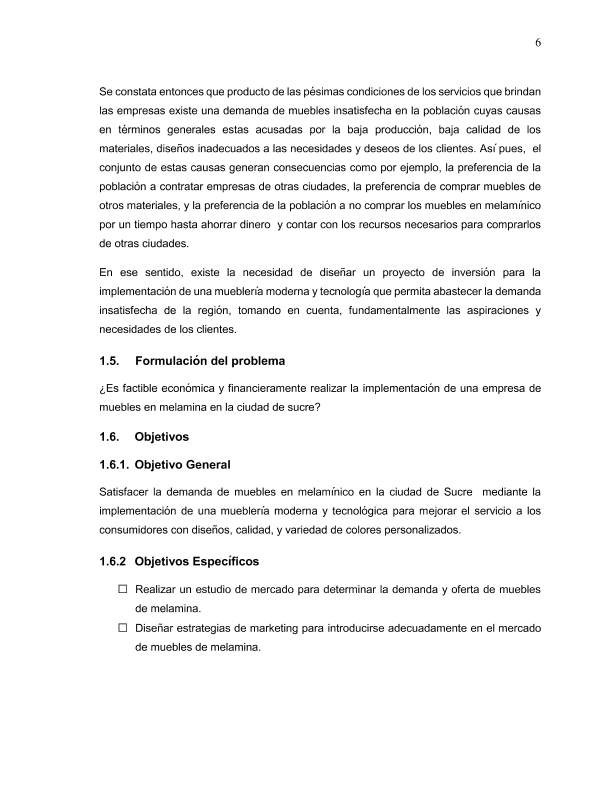 6
Se constata entonces que producto de las pésimas condiciones de los servicios que brindan
las empresas existe una demanda de muebles insatisfecha en la población cuyas causas
en términos generales estas acusadas por la baja producción, baja calidad de los
materiales, diseños inadecuados a las necesidades y deseos de los clientes. Así pues,  el
conjunto de estas causas generan consecuencias como por ejemplo, la preferencia de la
población a contratar empresas de otras ciudades, la preferencia de comprar muebles de
otros materiales, y la preferencia de la población a no comprar los muebles en melamínico
por un tiempo hasta ahorrar dinero  y contar con los recursos necesarios para comprarlos
de otras ciudades.
En ese sentido, existe la necesidad de diseñar un proyecto de inversión para la
implementación de una mueblería moderna y tecnología que permita abastecer la demanda
insatisfecha de la región, tomando en cuenta, fundamentalmente las aspiraciones y
necesidades de los clientes.
1.5. Formulación del problema
¿Es factible económica y financieramente realizar la implementación de una empresa de
muebles en melamina en la ciudad de sucre?
1.6. Objetivos
1.6.1. Objetivo General
Satisfacer la demanda de muebles en melamínico en la ciudad de Sucre  mediante la
implementación de una mueblería moderna y tecnológica para mejorar el servicio a los
consumidores con diseños, calidad, y variedad de colores personalizados.
1.6.2 Objetivos Específicos
☐ Realizar un estudio de mercado para determinar la demanda y oferta de muebles
de melamina.
☐ Diseñar estrategias de marketing para introducirse adecuadamente en el mercado
de muebles de melamina.